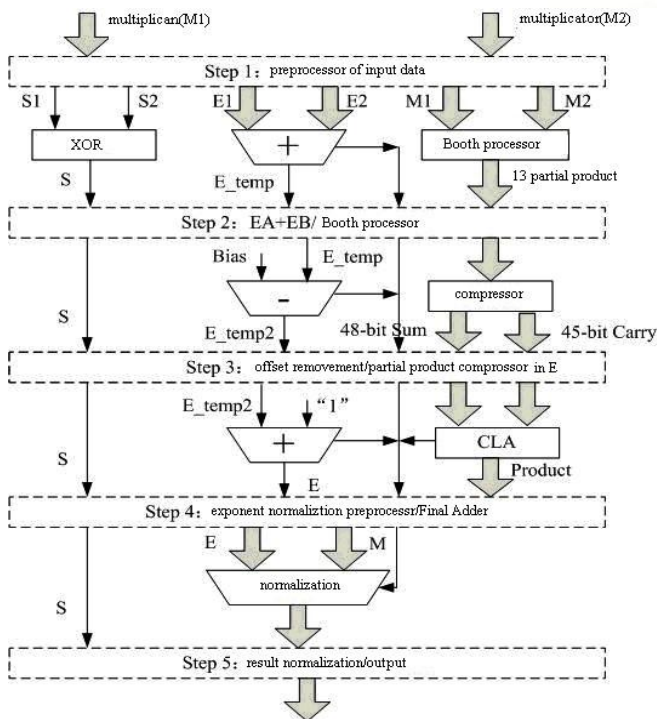 multiplican(M1)
multiplicator(M2)
Step 1: preprocessor of input data
S1 S2 E1 E2 M1 M2
XOR + Booth processor
S E_temp 13 partial product
Step 2: EA+EB/ Booth processor
Bias E_temp
- compressor
S E_temp2 48-bit Sum 45-bit Carry
Step 3: offset removement/partial product comprossor in E
E_temp2 “1”
+ CLA
S E Product
Step 4: exponent normaliztion preprocessr/Final Adder
E M
normalization
S
Step 5: result normalization/output